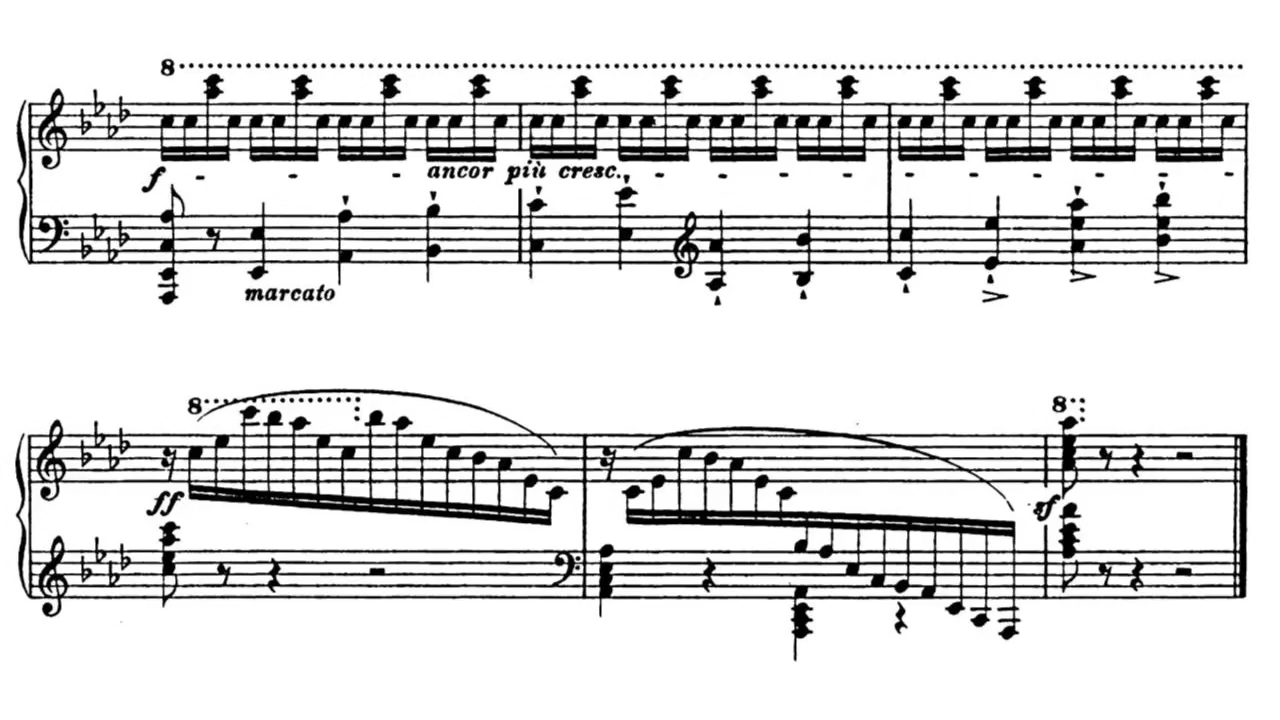 8
f
ancor più cresc.
marcato
8
ff
8
sf